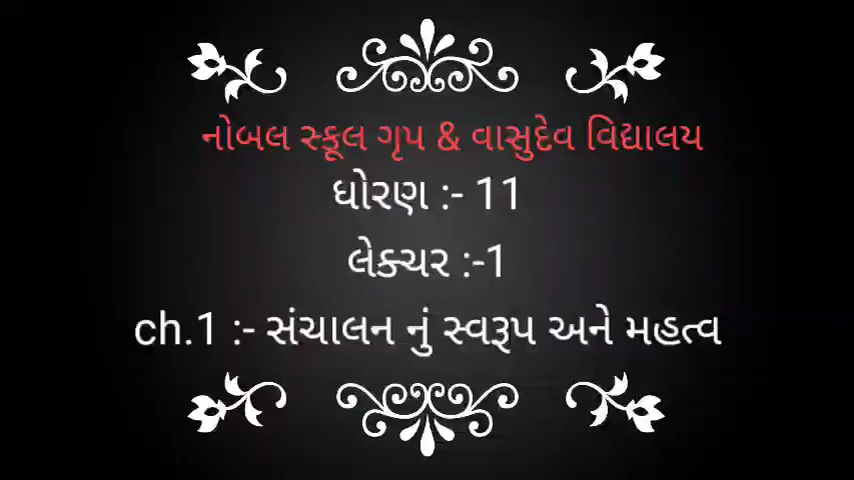 નોબલ સ્કૂલ ગૃપ & વાસુદેવ વિદ્યાલય
ધોરણ :- 11
લેક્ચર :-1
ch.1 :- સંચાલન નું સ્વરૂપ અને મહત્વ